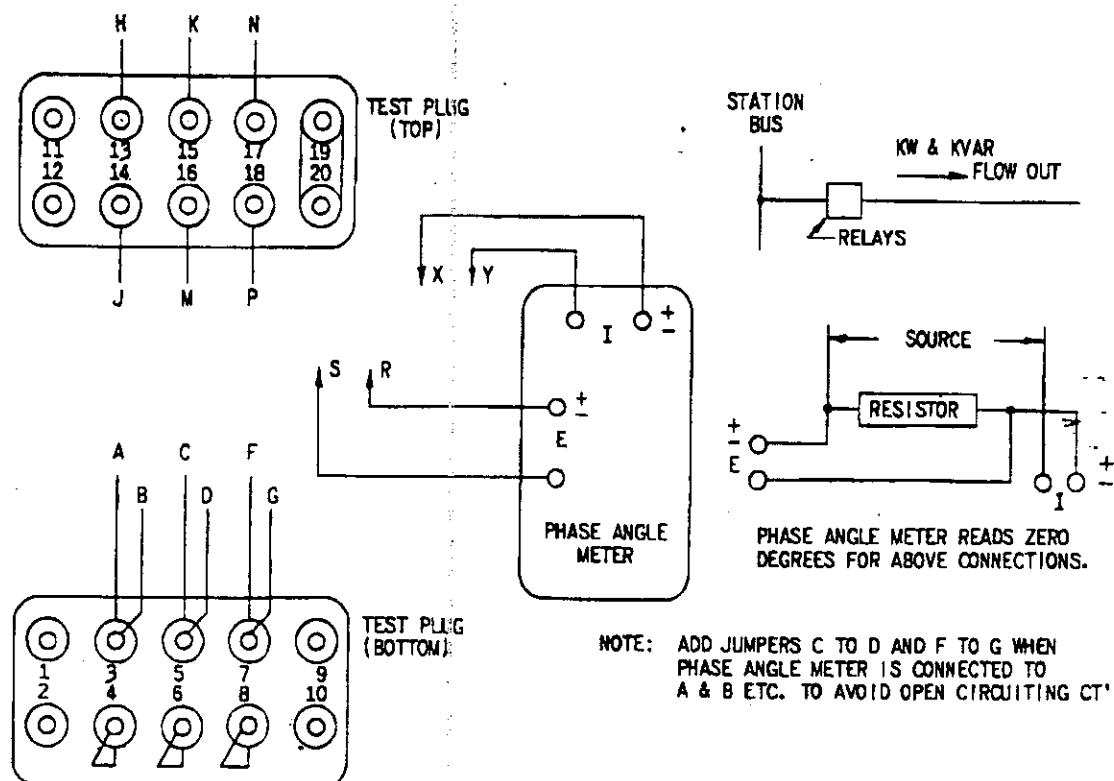 H K N
TEST PLUG
(TOP)
11 13 15 17 19
12 14 16 18 20
J M P
STATION
BUS
KW & KVAR
FLOW OUT
RELAYS
X Y
I + -
S R
+ -
E
PHASE ANGLE
METER
SOURCE
RESISTOR
+ -
E
I + -
PHASE ANGLE METER READS ZERO
DEGREES FOR ABOVE CONNECTIONS.
A C F
B D G
TEST PLUG
(BOTTOM)
1 3 5 7 9
2 4 6 8 10
NOTE: ADD JUMPERS C TO D AND F TO G WHEN
PHASE ANGLE METER IS CONNECTED TO
A & B ETC. TO AVOID OPEN CIRCUITING CT'